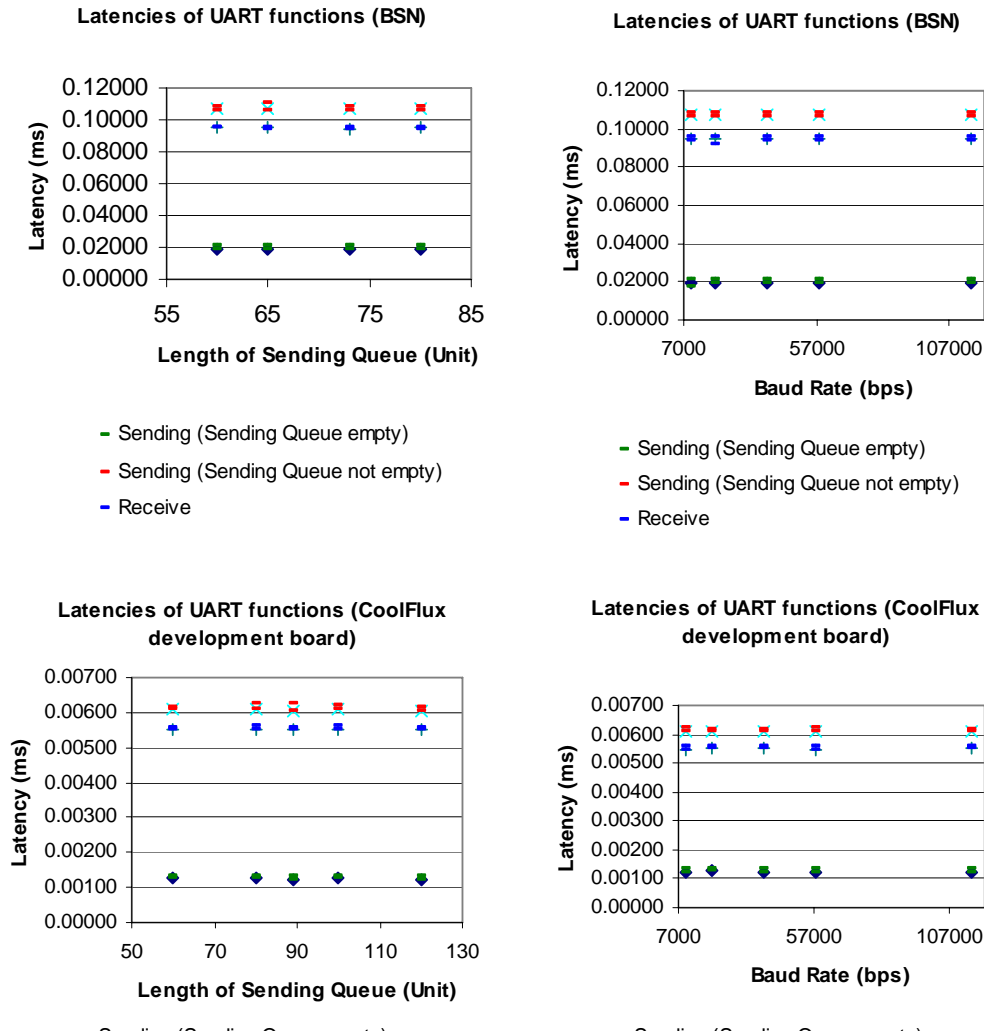 Latencies of UART functions (BSN)
0.12000
0.10000
0.08000
0.06000
0.04000
0.02000
0.00000
Latency (ms)
55 65 75 85
Length of Sending Queue (Unit)
Sending (Sending Queue empty)
Sending (Sending Queue not empty)
Receive
Latencies of UART functions (BSN)
0.12000
0.10000
0.08000
0.06000
0.04000
0.02000
0.00000
Latency (ms)
7000 57000 107000
Baud Rate (bps)
Sending (Sending Queue empty)
Sending (Sending Queue not empty)
Receive
Latencies of UART functions (CoolFlux
development board)
0.00700
0.00600
0.00500
0.00400
0.00300
0.00200
0.00100
0.00000
Latency (ms)
50 70 90 110 130
Length of Sending Queue (Unit)
Latencies of UART functions (CoolFlux
development board)
0.00700
0.00600
0.00500
0.00400
0.00300
0.00200
0.00100
0.00000
Latency (ms)
7000 57000 107000
Baud Rate (bps)